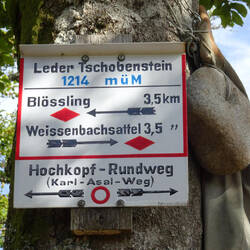 Leder Tschobenstein
1214 müM
Blössling 3,5km
Weissenbachsattel 3,5 "
Hochkopf-Rundweg
(Karl-Asal-Weg)